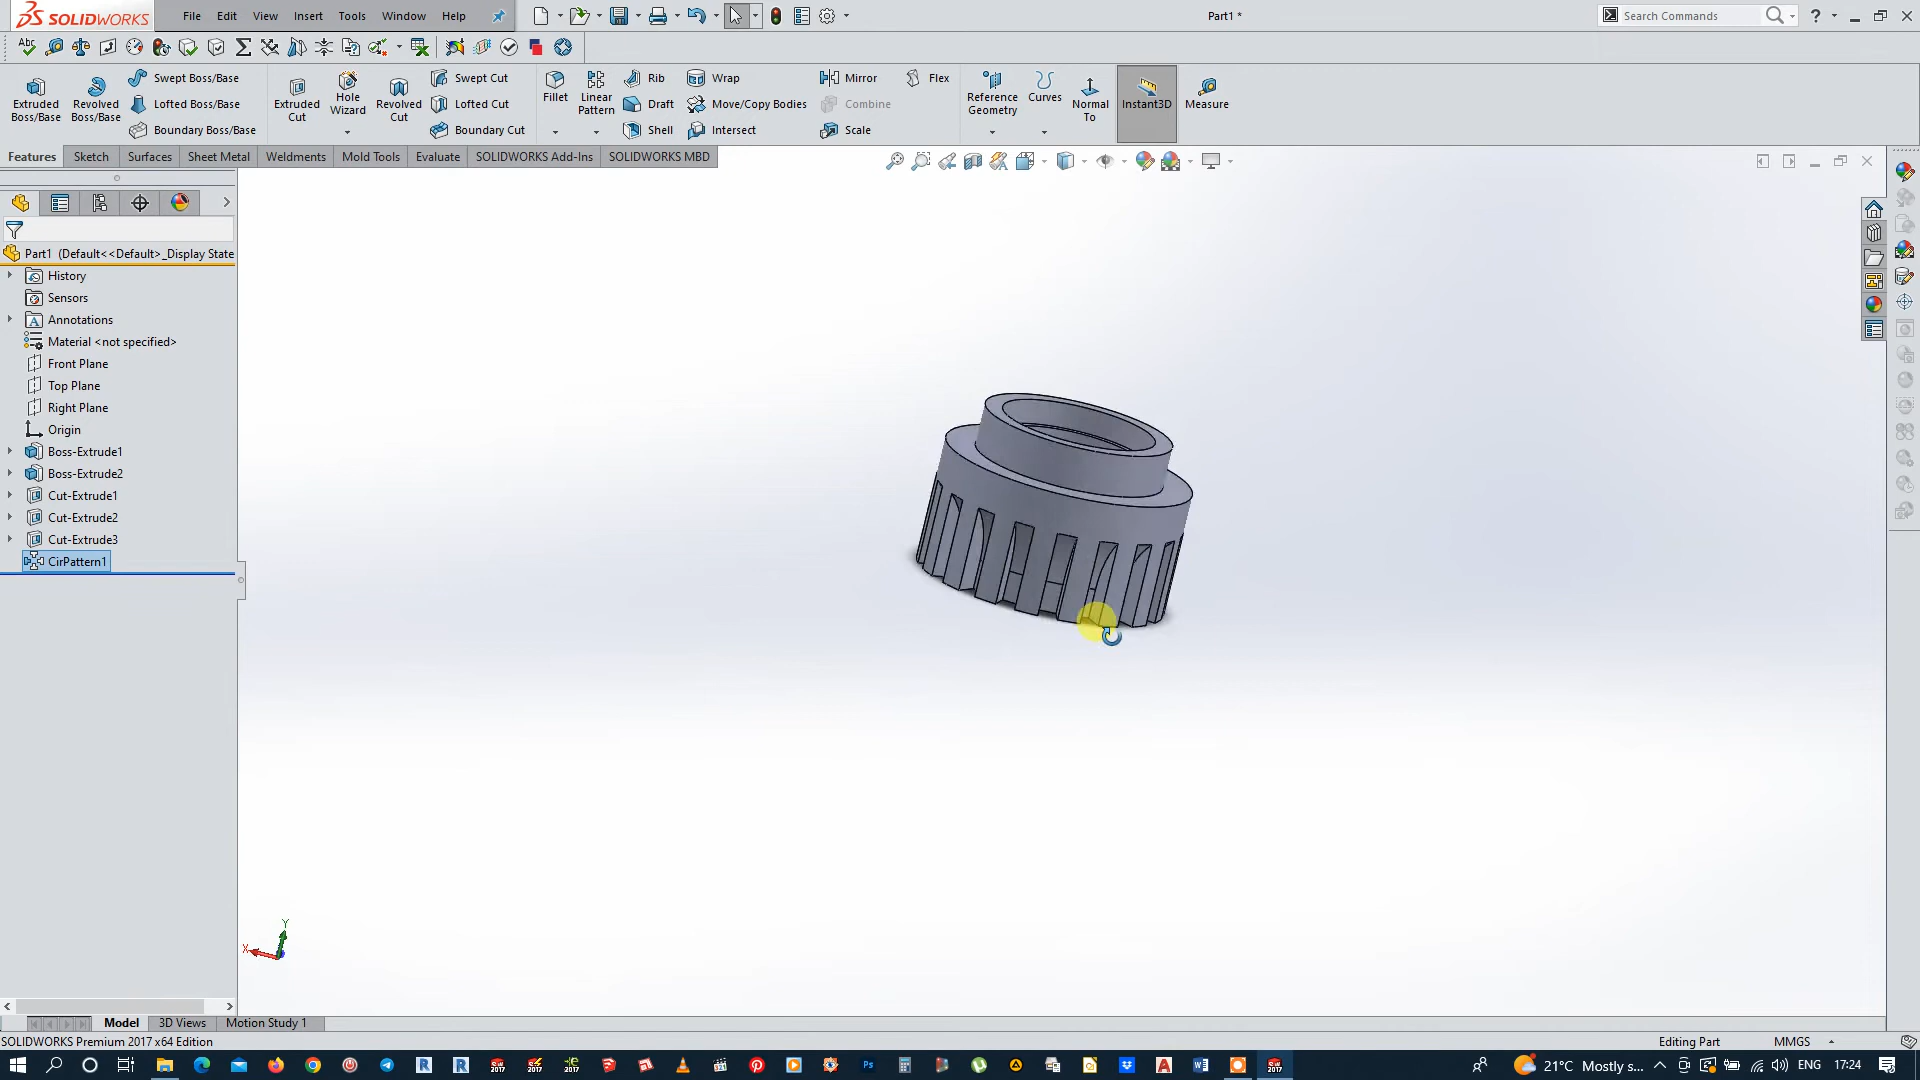 SOLIDWORKS File Edit View Insert Tools Window Help Part1 * Search Commands
Extruded Boss/Base
Revolved Boss/Base
Swept Boss/Base
Lofted Boss/Base
Boundary Boss/Base
Extruded Cut
Hole Wizard
Revolved Cut
Swept Cut
Lofted Cut
Boundary Cut
Fillet
Linear Pattern
Rib
Draft
Shell
Wrap
Move/Copy Bodies
Intersect
Mirror
Combine
Scale
Flex
Reference Geometry
Curves
Normal To
Instant3D
Measure
Features Sketch Surfaces Sheet Metal Weldments Mold Tools Evaluate SOLIDWORKS Add-Ins SOLIDWORKS MBD
Part1 (Default<<Default>_Display State
History
Sensors
Annotations
Material <not specified>
Front Plane
Top Plane
Right Plane
Origin
Boss-Extrude1
Boss-Extrude2
Cut-Extrude1
Cut-Extrude2
Cut-Extrude3
CirPattern1
Y
X
Model 3D Views Motion Study 1
SOLIDWORKS Premium 2017 x64 Edition Editing Part MMGS
21°C Mostly s... ENG 17:24